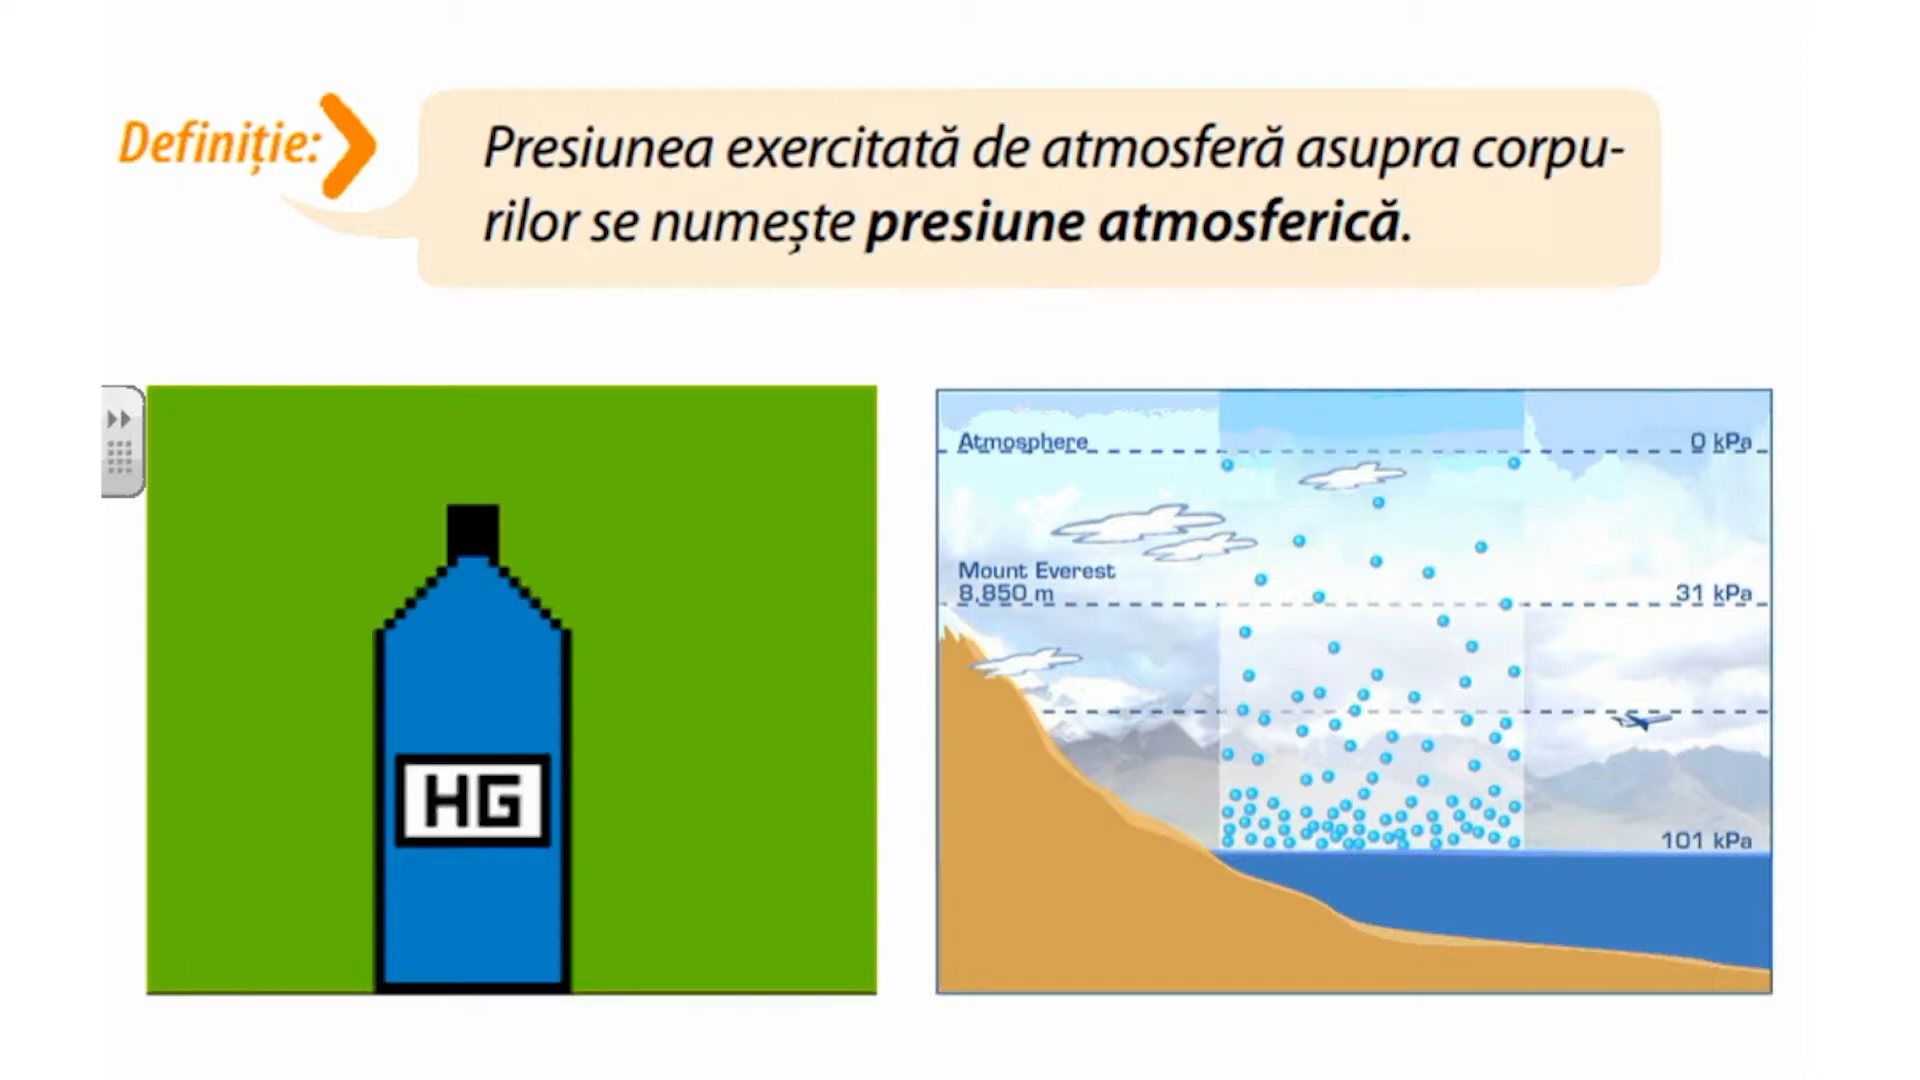 Definiție:
Presiunea exercitată de atmosferă asupra corpu-
rilor se numește presiune atmosferică.
HG
Atmosphere
0 kPa
Mount Everest
8,850 m
31 kPa
101 kPa